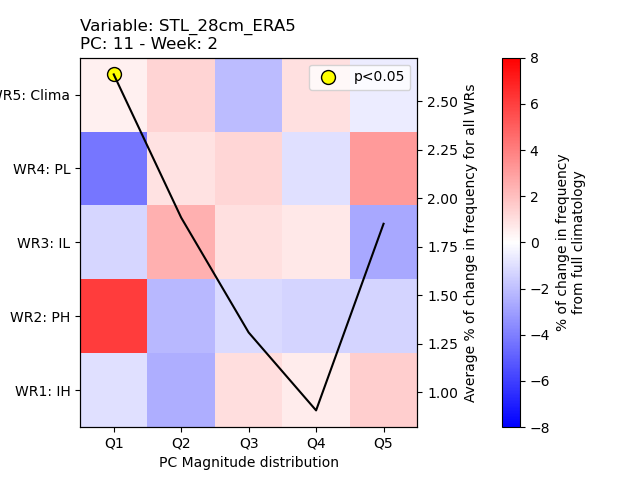 Variable: STL_28cm_ERA5
PC: 11 - Week: 2
p<0.05
WR5: Clima
WR4: PL
WR3: IL
WR2: PH
WR1: IH
Q1 Q2 Q3 Q4 Q5
PC Magnitude distribution
2.50
2.25
2.00
1.75
1.50
1.25
1.00
Average % of change in frequency for all WRs
8
6
4
2
0
−2
−4
−6
−8
% of change in frequency
from full climatology